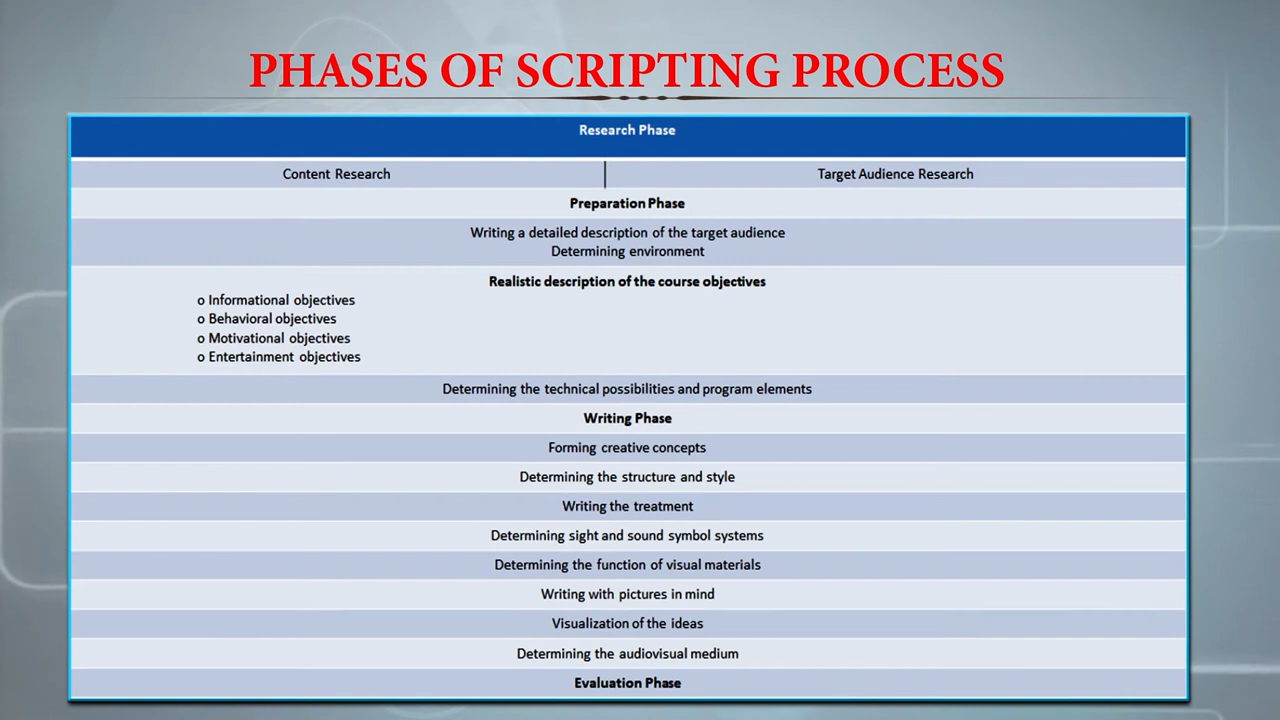 PHASES OF SCRIPTING PROCESS
Research Phase
Content Research
Target Audience Research
Preparation Phase
Writing a detailed description of the target audience
Determining environment
Realistic description of the course objectives
o Informational objectives
o Behavioral objectives
o Motivational objectives
o Entertainment objectives
Determining the technical possibilities and program elements
Writing Phase
Forming creative concepts
Determining the structure and style
Writing the treatment
Determining sight and sound symbol systems
Determining the function of visual materials
Writing with pictures in mind
Visualization of the ideas
Determining the audiovisual medium
Evaluation Phase